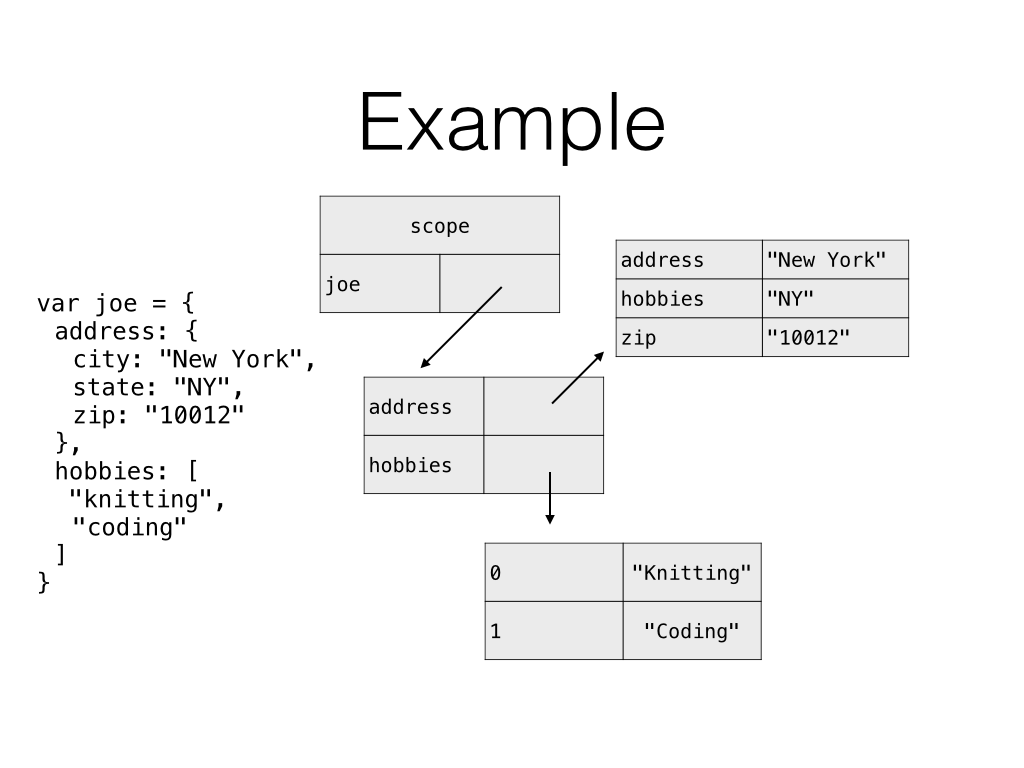 Example
var joe = {
address: {
city: "New York",
state: "NY",
zip: "10012"
},
hobbies: [
"knitting",
"coding"
]
}
scope
joe
address
hobbies
address "New York"
hobbies "NY"
zip "10012"
0 "Knitting"
1 "Coding"